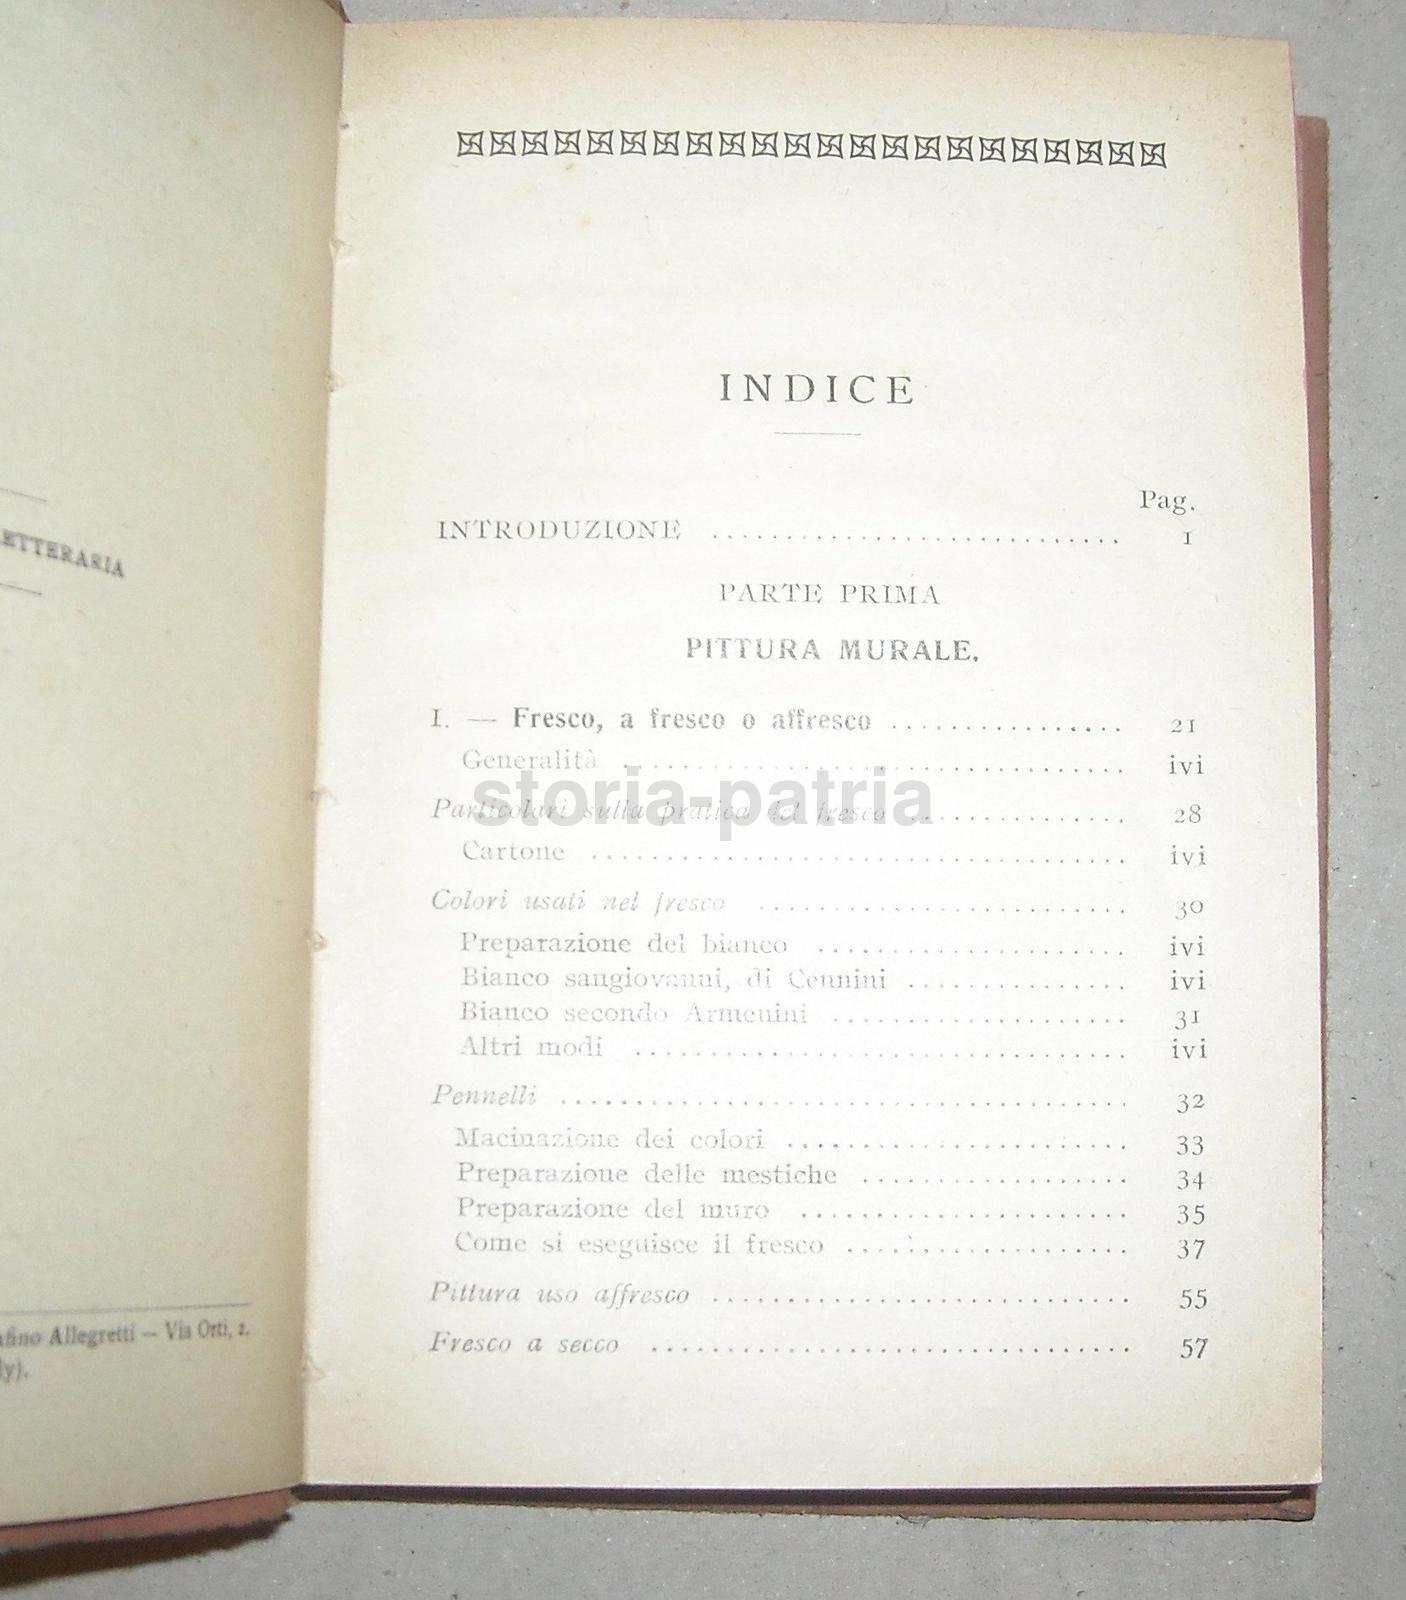 LETTERARIA
Allegretti — Via Orti, 2.
INDICE
Pag.
INTRODUZIONE ............................ 1
PARTE PRIMA
PITTURA MURALE.
I. — Fresco, a fresco o affresco ................ 21
Generalità .................................. ivi
Particolari sulla pratica del fresco ............... 28
Cartone .................................... ivi
Colori usati nel fresco ......................... 30
Preparazione del bianco ..................... ivi
Bianco sangiovanni, di Cennini ............... ivi
Bianco secondo Armenini .................... 31
Altri modi ................................. ivi
Pennelli ....................................... 32
Macinazione dei colori ....................... 33
Preparazione delle mestiche .................. 34
Preparazione del muro ...................... 35
Come si eseguisce il fresco ................... 37
Pittura uso affresco ............................ 55
Fresco a secco ................................. 57
storia-patria